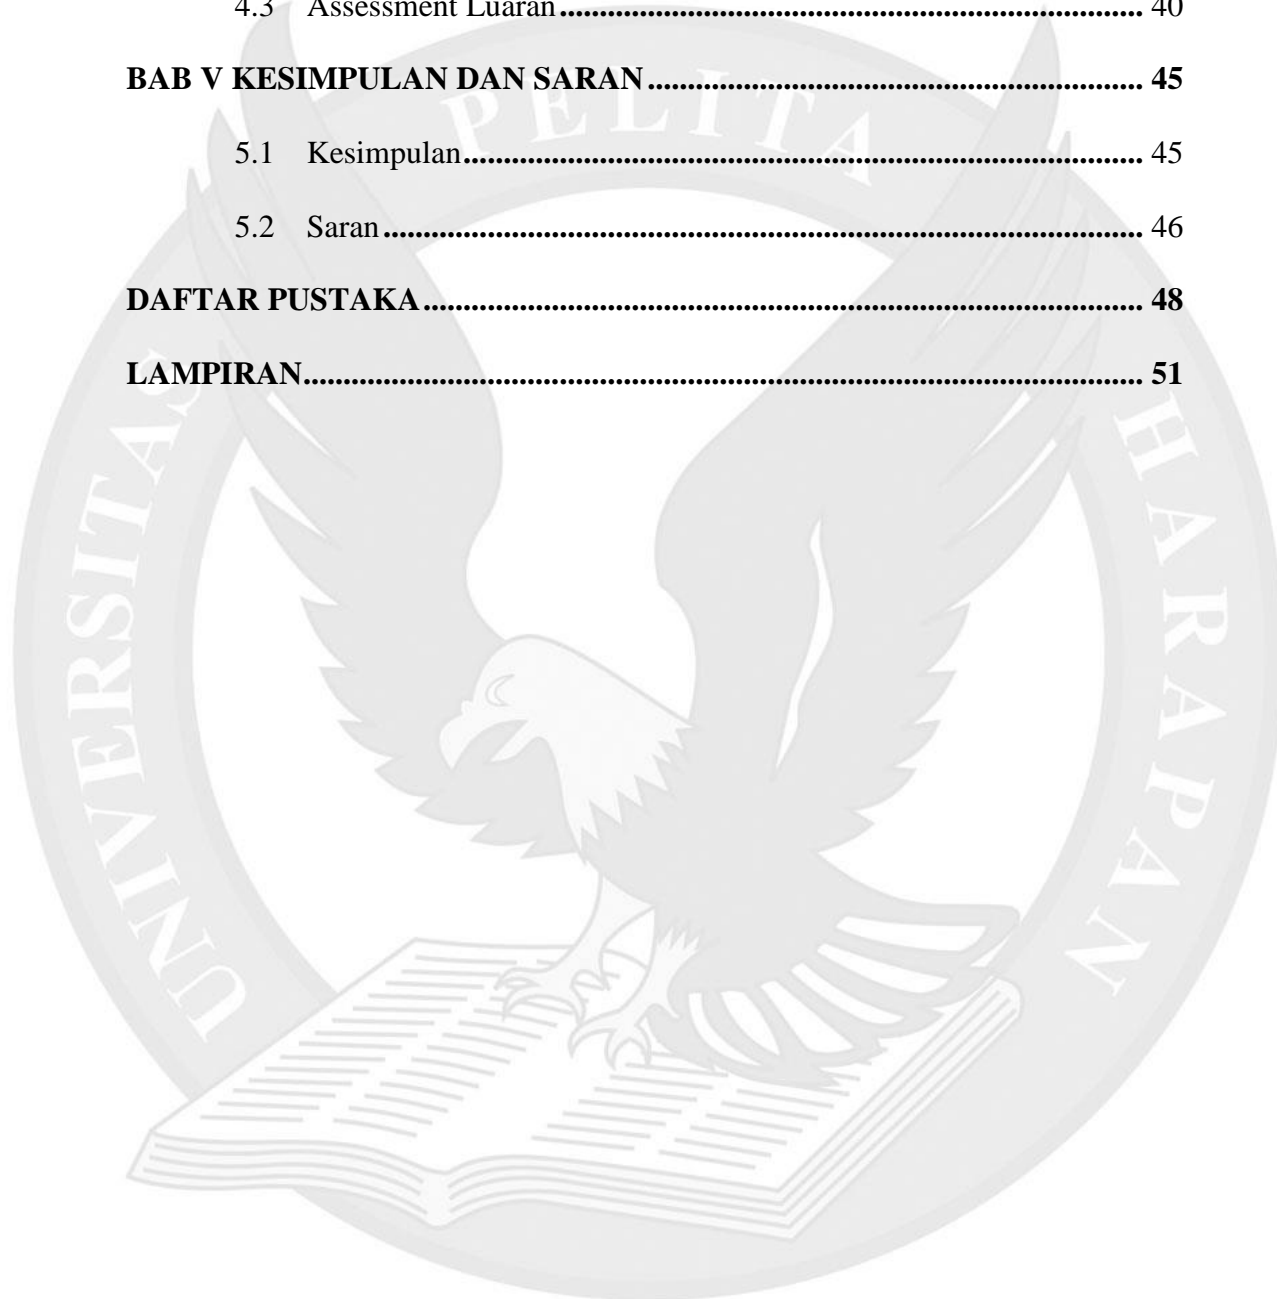 4.3 Assessment Luaran ........................................................................ 40
BAB V KESIMPULAN DAN SARAN ............................................................. 45
5.1 Kesimpulan .................................................................................... 45
5.2 Saran .............................................................................................. 46
DAFTAR PUSTAKA ......................................................................................... 48
LAMPIRAN ........................................................................................................ 51
UNIVERSITAS PELITA HARAPAN